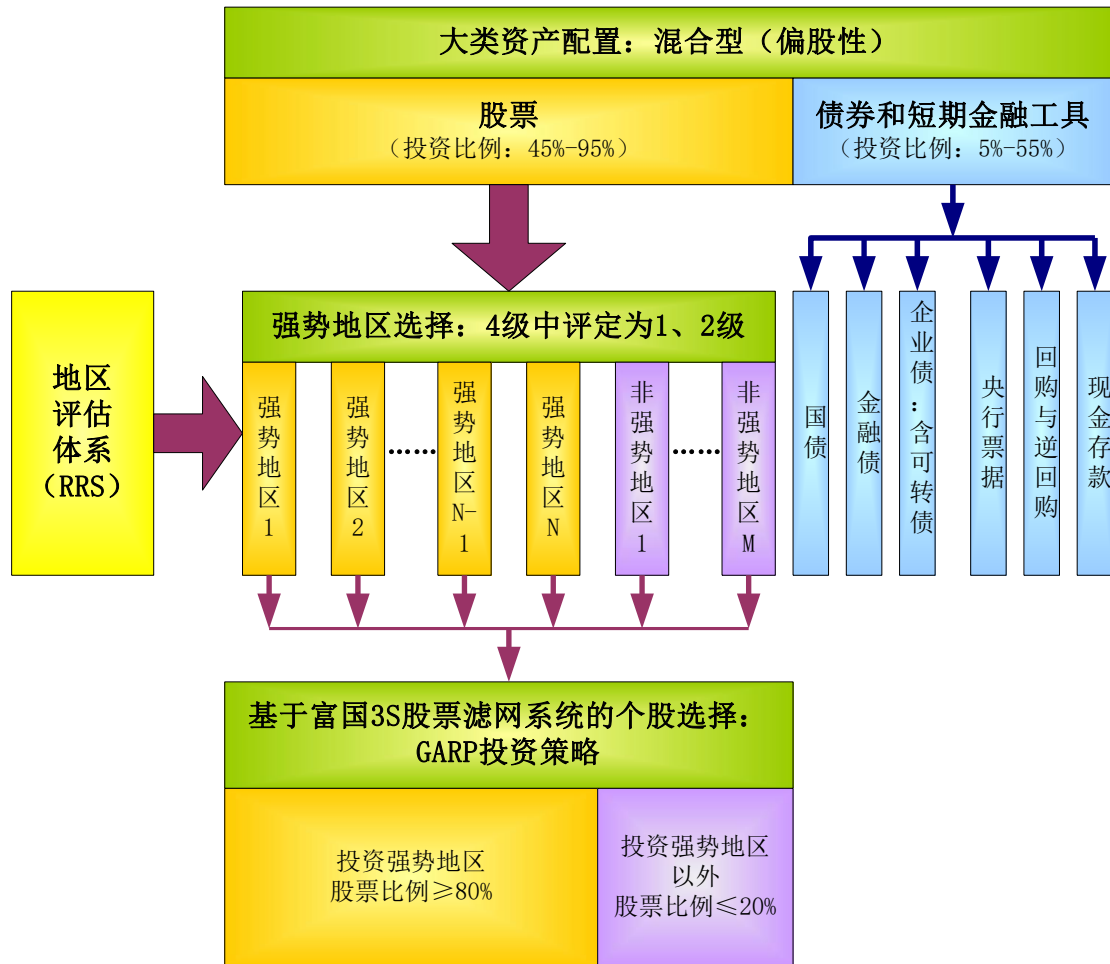 大类资产配置：混合型（偏股性）
股票
（投资比例：45%-95%）
债券和短期金融工具
（投资比例：5%-55%）
地区
评估
体系
（RRS）
强势地区选择：4级中评定为1、2级
强势地区1
强势地区2
……
强势地区N-1
强势地区N
非强势地区1
……
非强势地区M
国债
金融债
企业债：含可转债
央行票据
回购与逆回购
现金存款
基于富国3S股票滤网系统的个股选择：
GARP投资策略
投资强势地区
股票比例≥80%
投资强势地区
以外
股票比例≤20%